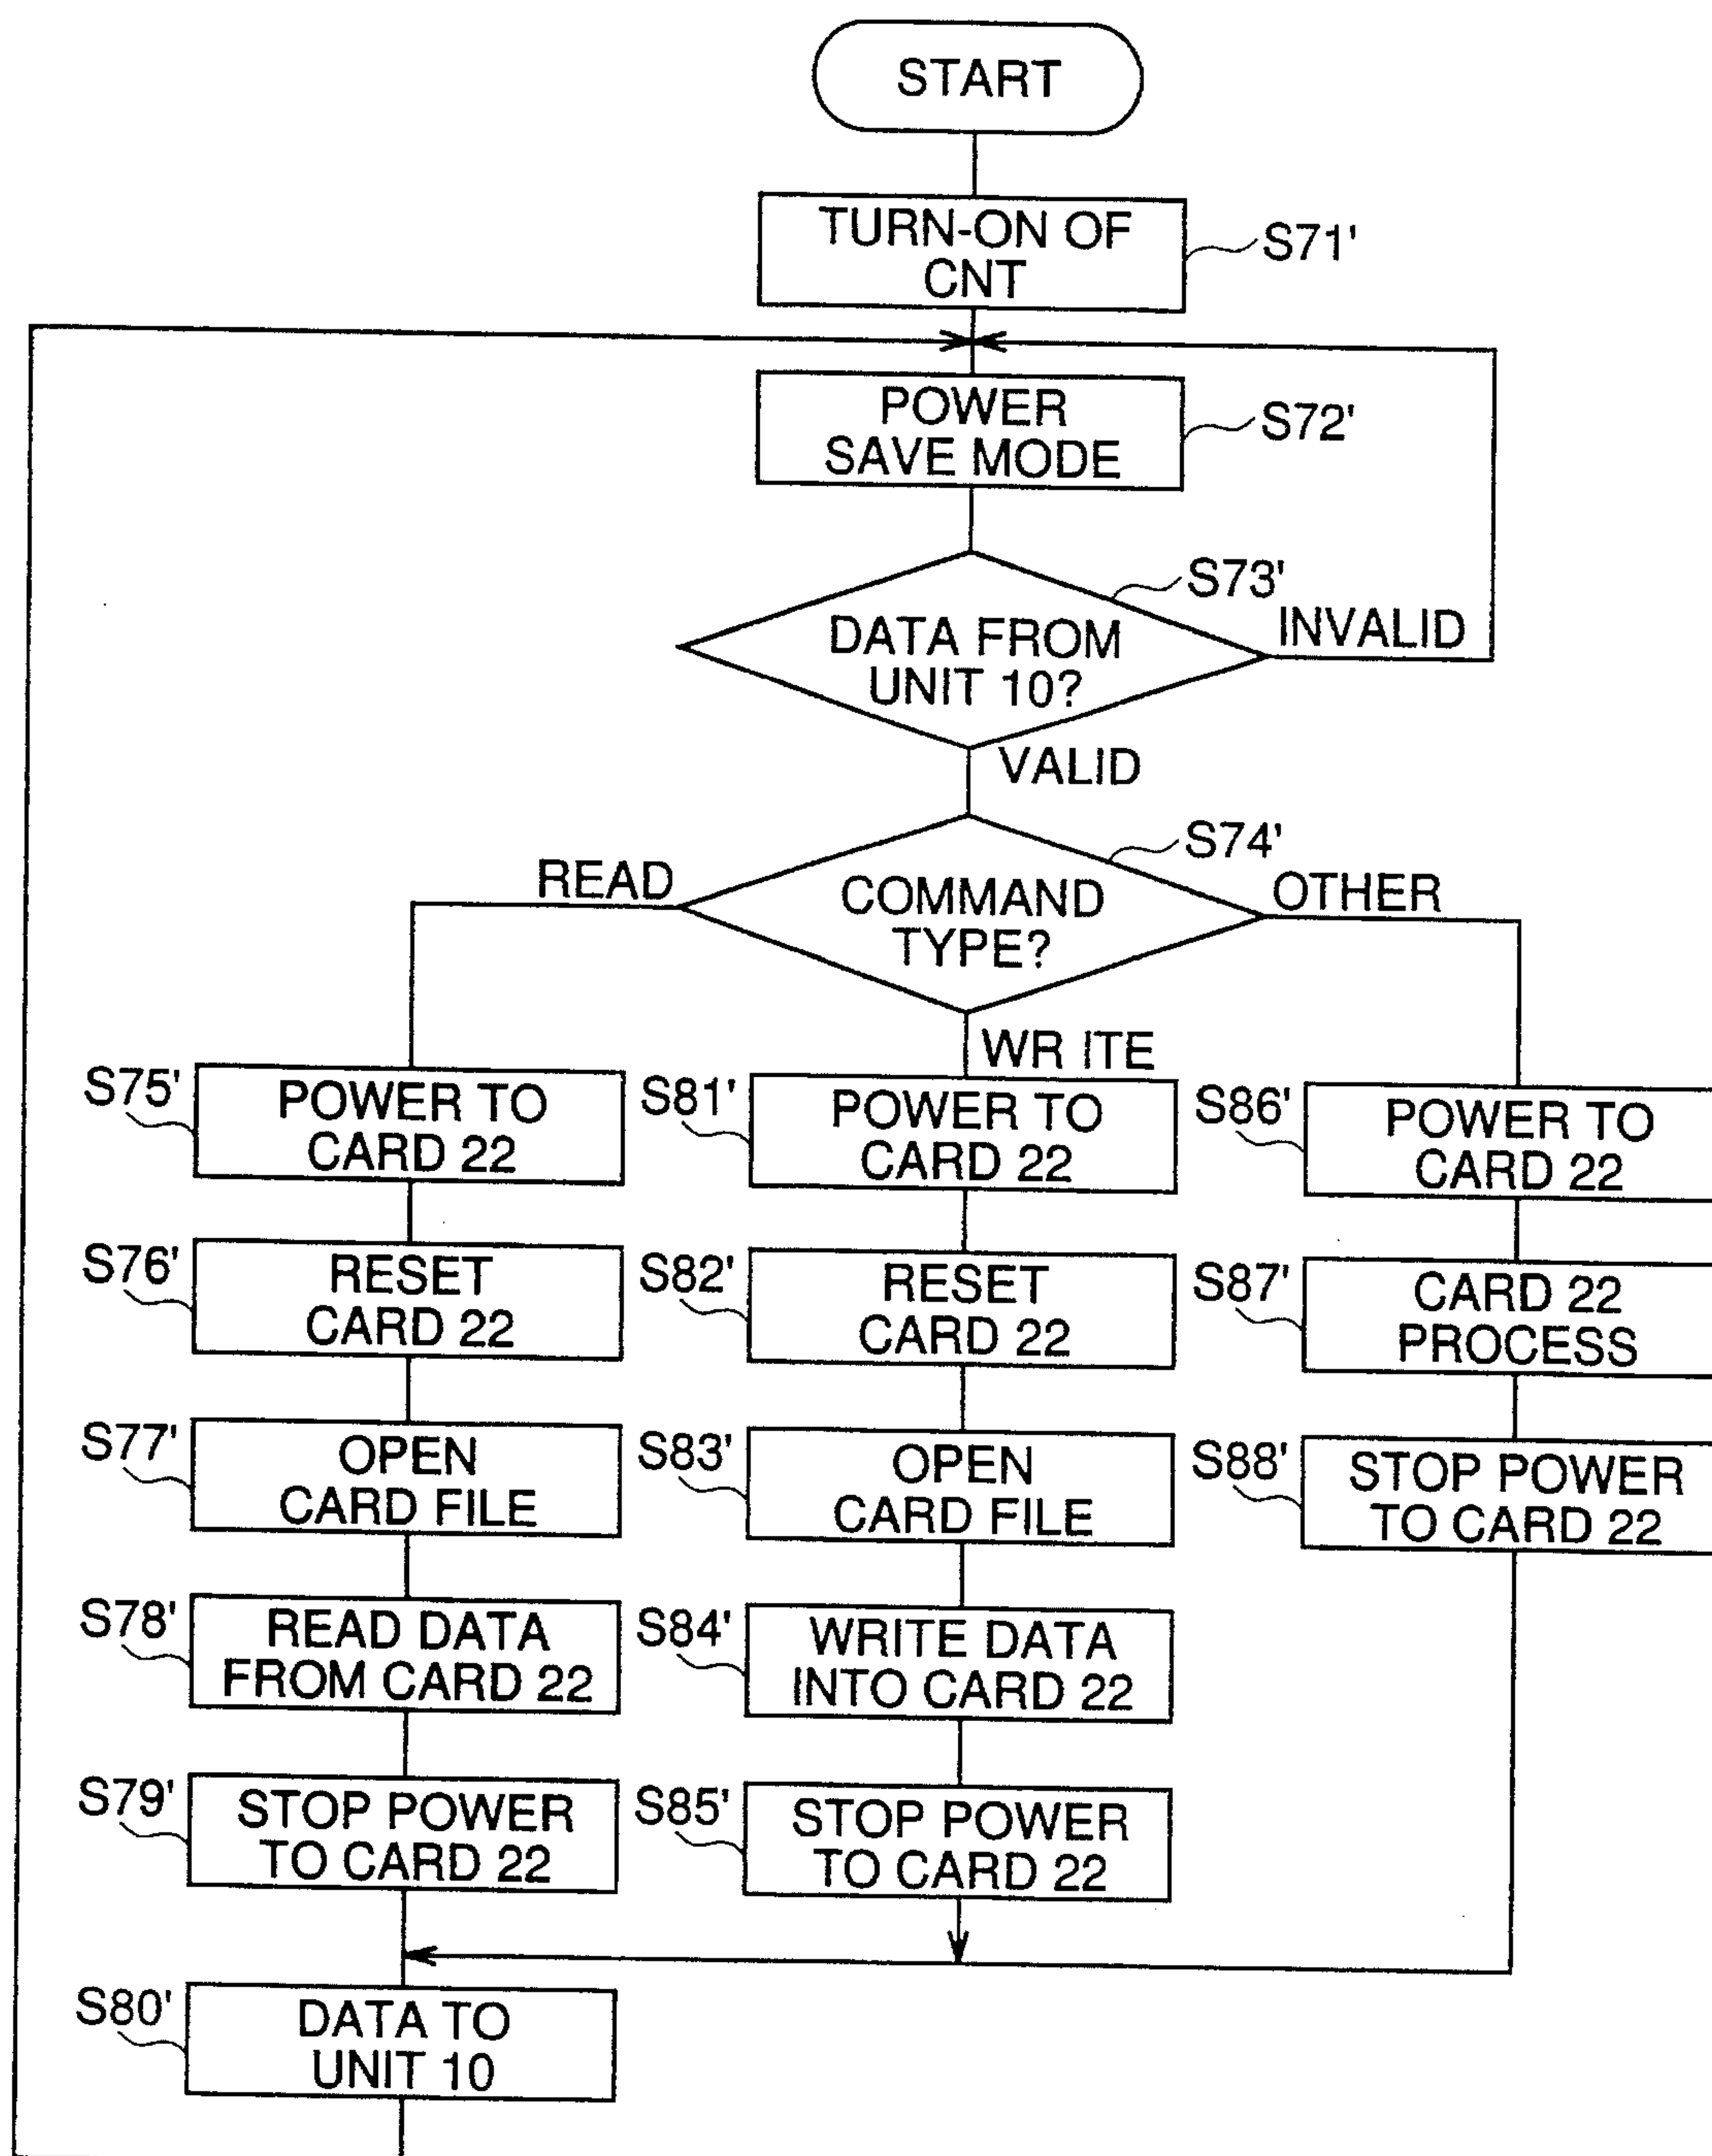 START
TURN-ON OF
CNT
S71'
POWER
SAVE MODE
S72'
S73'
DATA FROM
UNIT 10?
INVALID
VALID
S74'
READ
COMMAND
TYPE?
OTHER
WR ITE
S75'
POWER TO
CARD 22
S81'
POWER TO
CARD 22
S86'
POWER TO
CARD 22
S76'
RESET
CARD 22
S82'
RESET
CARD 22
S87'
CARD 22
PROCESS
S77'
OPEN
CARD FILE
S83'
OPEN
CARD FILE
S88'
STOP POWER
TO CARD 22
S78'
READ DATA
FROM CARD 22
S84'
WRITE DATA
INTO CARD 22
S79'
STOP POWER
TO CARD 22
S85'
STOP POWER
TO CARD 22
S80'
DATA TO
UNIT 10